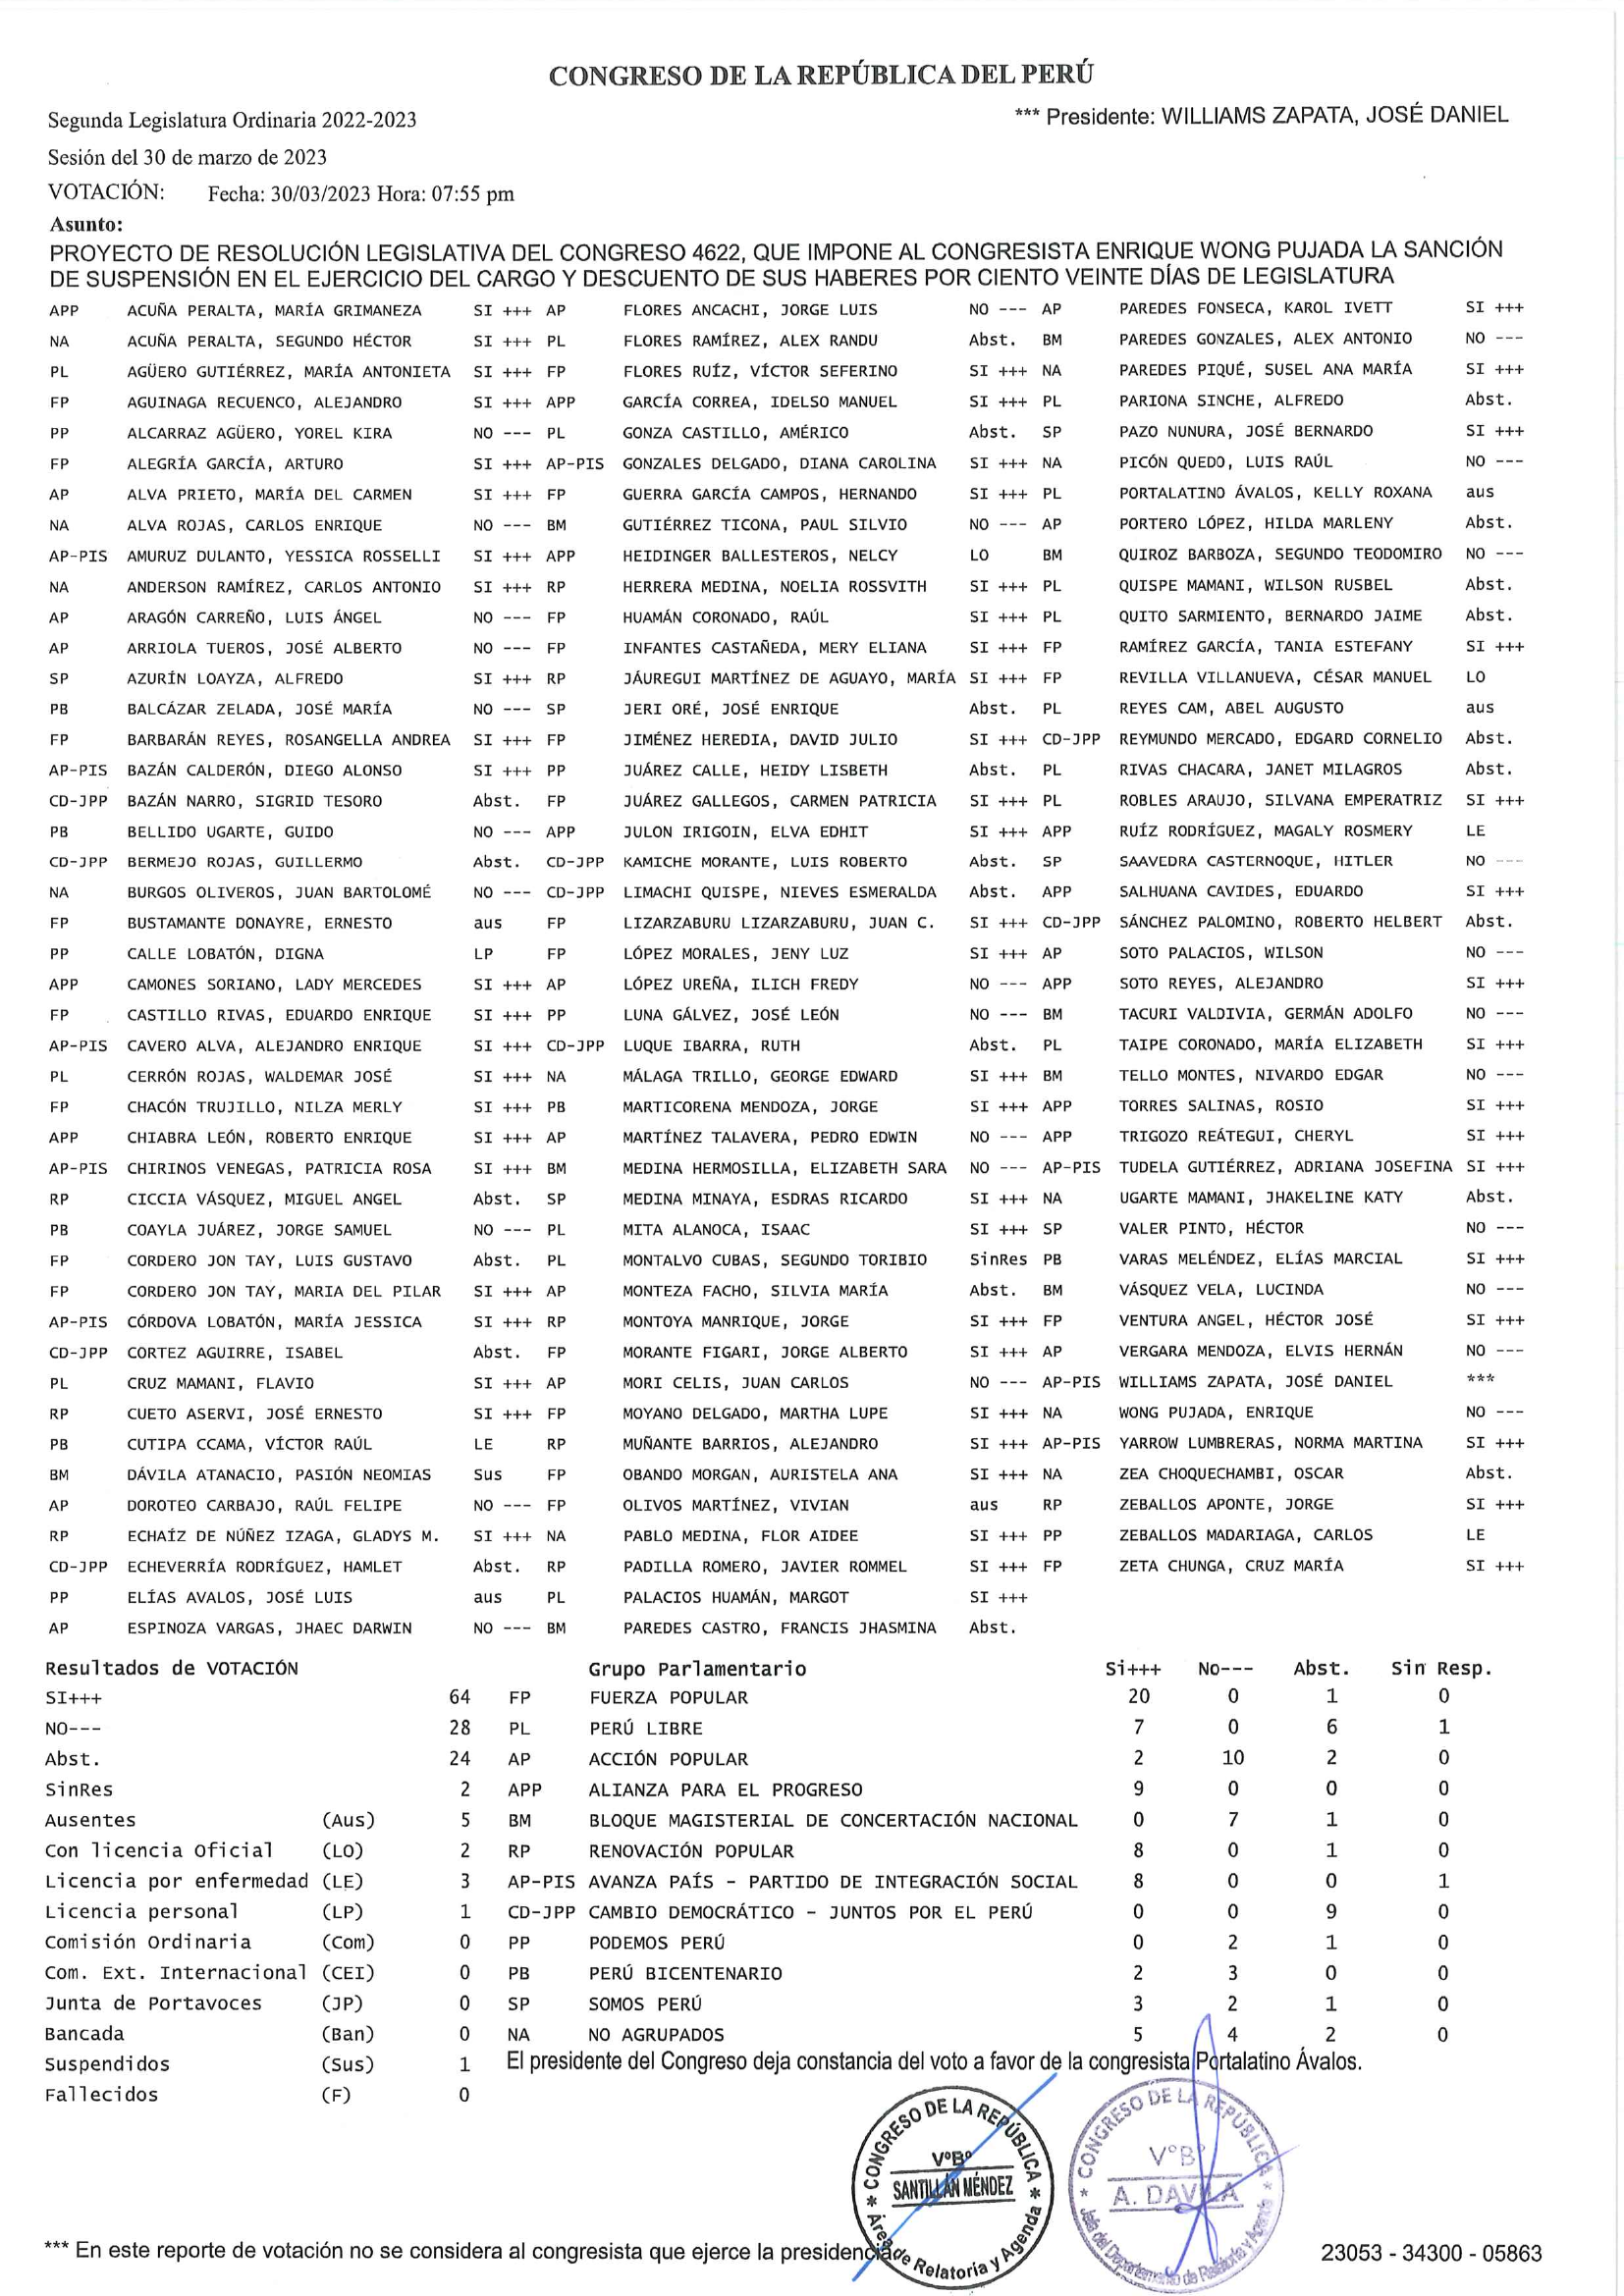 CONGRESO DE LA REPÚBLICA DEL PERÚ
Segunda Legislatura Ordinaria 2022-2023
*** Presidente: WILLIAMS ZAPATA, JOSÉ DANIEL
Sesión del 30 de marzo de 2023
VOTACIÓN: Fecha: 30/03/2023 Hora: 07:55 pm
Asunto:
PROYECTO DE RESOLUCIÓN LEGISLATIVA DEL CONGRESO 4622, QUE IMPONE AL CONGRESISTA ENRIQUE WONG PUJADA LA SANCIÓN
DE SUSPENSIÓN EN EL EJERCICIO DEL CARGO Y DESCUENTO DE SUS HABERES POR CIENTO VEINTE DÍAS DE LEGISLATURA
APP ACUÑA PERALTA, MARÍA GRIMANEZA SI +++ AP FLORES ANCACHI, JORGE LUIS NO --- AP PAREDES FONSECA, KAROL IVETT SI +++
NA ACUÑA PERALTA, SEGUNDO HÉCTOR SI +++ PL FLORES RAMÍREZ, ALEX RANDU Abst. BM PAREDES GONZALES, ALEX ANTONIO NO ---
PL AGÜERO GUTIÉRREZ, MARÍA ANTONIETA SI +++ FP FLORES RUÍZ, VÍCTOR SEFERINO SI +++ NA PAREDES PIQUÉ, SUSEL ANA MARÍA SI +++
FP AGUINAGA RECUENCO, ALEJANDRO SI +++ APP GARCÍA CORREA, IDELSO MANUEL SI +++ PL PARIONA SINCHE, ALFREDO Abst.
PP ALCARRAZ AGÜERO, YOREL KIRA NO --- PL GONZA CASTILLO, AMÉRICO Abst. SP PAZO NUNURA, JOSÉ BERNARDO SI +++
FP ALEGRÍA GARCÍA, ARTURO SI +++ AP-PIS GONZALES DELGADO, DIANA CAROLINA SI +++ NA PICÓN QUEDO, LUIS RAÚL NO ---
AP ALVA PRIETO, MARÍA DEL CARMEN SI +++ FP GUERRA GARCÍA CAMPOS, HERNANDO SI +++ PL PORTALATINO ÁVALOS, KELLY ROXANA aus
NA ALVA ROJAS, CARLOS ENRIQUE NO --- BM GUTIÉRREZ TICONA, PAUL SILVIO NO --- AP PORTERO LÓPEZ, HILDA MARLENY Abst.
AP-PIS AMURUZ DULANTO, YESSICA ROSSELLI SI +++ APP HEIDINGER BALLESTEROS, NELCY LO BM QUIROZ BARBOZA, SEGUNDO TEODOMIRO NO ---
NA ANDERSON RAMÍREZ, CARLOS ANTONIO SI +++ RP HERRERA MEDINA, NOELIA ROSSVITH SI +++ PL QUISPE MAMANI, WILSON RUSBEL Abst.
AP ARAGÓN CARREÑO, LUIS ÁNGEL NO --- FP HUAMÁN CORONADO, RAÚL SI +++ PL QUITO SARMIENTO, BERNARDO JAIME Abst.
AP ARRIOLA TUEROS, JOSÉ ALBERTO NO --- FP INFANTES CASTAÑEDA, MERY ELIANA SI +++ FP RAMÍREZ GARCÍA, TANIA ESTEFANY SI +++
SP AZURÍN LOAYZA, ALFREDO SI +++ RP JÁUREGUI MARTÍNEZ DE AGUAYO, MARÍA SI +++ FP REVILLA VILLANUEVA, CÉSAR MANUEL LO
PB BALCÁZAR ZELADA, JOSÉ MARÍA NO --- SP JERI ORÉ, JOSÉ ENRIQUE Abst. PL REYES CAM, ABEL AUGUSTO aus
FP BARBARÁN REYES, ROSANGELLA ANDREA SI +++ FP JIMÉNEZ HEREDIA, DAVID JULIO SI +++ CD-JPP REYMUNDO MERCADO, EDGARD CORNELIO Abst.
AP-PIS BAZÁN CALDERÓN, DIEGO ALONSO SI +++ PP JUÁREZ CALLE, HEIDY LISBETH Abst. PL RIVAS CHACARA, JANET MILAGROS Abst.
CD-JPP BAZÁN NARRO, SIGRID TESORO Abst. FP JUÁREZ GALLEGOS, CARMEN PATRICIA SI +++ PL ROBLES ARAUJO, SILVANA EMPERATRIZ SI +++
PB BELLIDO UGARTE, GUIDO NO --- APP JULON IRIGOIN, ELVA EDHIT SI +++ APP RUÍZ RODRÍGUEZ, MAGALY ROSMERY LE
CD-JPP BERMEJO ROJAS, GUILLERMO Abst. CD-JPP KAMICHE MORANTE, LUIS ROBERTO Abst. SP SAAVEDRA CASTERNOQUE, HITLER NO ---
NA BURGOS OLIVEROS, JUAN BARTOLOMÉ NO --- CD-JPP LIMACHI QUISPE, NIEVES ESMERALDA Abst. APP SALHUANA CAVIDES, EDUARDO SI +++
FP BUSTAMANTE DONAYRE, ERNESTO aus FP LIZARZABURU LIZARZABURU, JUAN C. SI +++ CD-JPP SÁNCHEZ PALOMINO, ROBERTO HELBERT Abst.
PP CALLE LOBATÓN, DIGNA LP FP LÓPEZ MORALES, JENY LUZ SI +++ AP SOTO PALACIOS, WILSON NO ---
APP CAMONES SORIANO, LADY MERCEDES SI +++ AP LÓPEZ UREÑA, ILICH FREDY NO --- APP SOTO REYES, ALEJANDRO SI +++
FP CASTILLO RIVAS, EDUARDO ENRIQUE SI +++ PP LUNA GÁLVEZ, JOSÉ LEÓN NO --- BM TACURI VALDIVIA, GERMÁN ADOLFO NO ---
AP-PIS CAVERO ALVA, ALEJANDRO ENRIQUE SI +++ CD-JPP LUQUE IBARRA, RUTH Abst. PL TAIPE CORONADO, MARÍA ELIZABETH SI +++
PL CERRÓN ROJAS, WALDEMAR JOSÉ SI +++ NA MÁLAGA TRILLO, GEORGE EDWARD SI +++ BM TELLO MONTES, NIVARDO EDGAR NO ---
FP CHACÓN TRUJILLO, NILZA MERLY SI +++ PB MARTICORENA MENDOZA, JORGE SI +++ APP TORRES SALINAS, ROSIO SI +++
APP CHIABRA LEÓN, ROBERTO ENRIQUE SI +++ AP MARTÍNEZ TALAVERA, PEDRO EDWIN NO --- APP TRIGOZO REÁTEGUI, CHERYL SI +++
AP-PIS CHIRINOS VENEGAS, PATRICIA ROSA SI +++ BM MEDINA HERMOSILLA, ELIZABETH SARA NO --- AP-PIS TUDELA GUTIÉRREZ, ADRIANA JOSEFINA SI +++
RP CICCIA VÁSQUEZ, MIGUEL ANGEL Abst. SP MEDINA MINAYA, ESDRAS RICARDO SI +++ NA UGARTE MAMANI, JHAKELINE KATY Abst.
PB COAYLA JUÁREZ, JORGE SAMUEL NO --- PL MITA ALANOCA, ISAAC SI +++ SP VALER PINTO, HÉCTOR NO ---
FP CORDERO JON TAY, LUIS GUSTAVO Abst. PL MONTALVO CUBAS, SEGUNDO TORIBIO SinRes PB VARAS MELÉNDEZ, ELÍAS MARCIAL SI +++
FP CORDERO JON TAY, MARIA DEL PILAR SI +++ AP MONTEZA FACHO, SILVIA MARÍA Abst. BM VÁSQUEZ VELA, LUCINDA NO ---
AP-PIS CÓRDOVA LOBATÓN, MARÍA JESSICA SI +++ RP MONTOYA MANRIQUE, JORGE SI +++ FP VENTURA ANGEL, HÉCTOR JOSÉ SI +++
CD-JPP CORTEZ AGUIRRE, ISABEL Abst. FP MORANTE FIGARI, JORGE ALBERTO SI +++ AP VERGARA MENDOZA, ELVIS HERNÁN NO ---
PL CRUZ MAMANI, FLAVIO SI +++ AP MORI CELIS, JUAN CARLOS NO --- AP-PIS WILLIAMS ZAPATA, JOSÉ DANIEL ***
RP CUETO ASERVI, JOSÉ ERNESTO SI +++ FP MOYANO DELGADO, MARTHA LUPE SI +++ NA WONG PUJADA, ENRIQUE NO ---
PB CUTIPA CCAMA, VÍCTOR RAÚL LE RP MUÑANTE BARRIOS, ALEJANDRO SI +++ AP-PIS YARROW LUMBRERAS, NORMA MARTINA SI +++
BM DÁVILA ATANACIO, PASIÓN NEOMIAS Sus FP OBANDO MORGAN, AURISTELA ANA SI +++ NA ZEA CHOQUECHAMBI, OSCAR Abst.
AP DOROTEO CARBAJO, RAÚL FELIPE NO --- FP OLIVOS MARTÍNEZ, VIVIAN aus RP ZEBALLOS APONTE, JORGE SI +++
RP ECHAÍZ DE NÚÑEZ IZAGA, GLADYS M. SI +++ NA PABLO MEDINA, FLOR AIDEE SI +++ PP ZEBALLOS MADARIAGA, CARLOS LE
CD-JPP ECHEVERRÍA RODRÍGUEZ, HAMLET Abst. RP PADILLA ROMERO, JAVIER ROMMEL SI +++ FP ZETA CHUNGA, CRUZ MARÍA SI +++
PP ELÍAS AVALOS, JOSÉ LUIS aus PL PALACIOS HUAMÁN, MARGOT SI +++
AP ESPINOZA VARGAS, JHAEC DARWIN NO --- BM PAREDES CASTRO, FRANCIS JHASMINA Abst.
Resultados de VOTACIÓN Grupo Parlamentario Si+++ No--- Abst. Sin Resp.
SI+++ 64 FP FUERZA POPULAR 20 0 1 0
NO--- 28 PL PERÚ LIBRE 7 0 6 1
Abst. 24 AP ACCIÓN POPULAR 2 10 2 0
SinRes 2 APP ALIANZA PARA EL PROGRESO 9 0 0 0
Ausentes (Aus) 5 BM BLOQUE MAGISTERIAL DE CONCERTACIÓN NACIONAL 0 7 1 0
Con licencia Oficial (LO) 2 RP RENOVACIÓN POPULAR 8 0 1 0
Licencia por enfermedad (LE) 3 AP-PIS AVANZA PAÍS - PARTIDO DE INTEGRACIÓN SOCIAL 8 0 0 1
Licencia personal (LP) 1 CD-JPP CAMBIO DEMOCRÁTICO - JUNTOS POR EL PERÚ 0 0 9 0
Comisión Ordinaria (Com) 0 PP PODEMOS PERÚ 0 2 1 0
Com. Ext. Internacional (CEI) 0 PB PERÚ BICENTENARIO 2 3 0 0
Junta de Portavoces (JP) 0 SP SOMOS PERÚ 3 2 1 0
Bancada (Ban) 0 NA NO AGRUPADOS 5 4 2 0
Suspendidos (Sus) 1 El presidente del Congreso deja constancia del voto a favor de la congresista Portalatino Ávalos.
Fallecidos (F) 0
* CONGRESO DE LA REPÚBLICA *
V°B°
SANTILLÁN MÉNDEZ
Área de Relatoría y Agenda
* CONGRESO DE LA REPÚBLICA *
V°B°
A. DAVILA
Jefa del Departamento de Relatoría y Agenda
*** En este reporte de votación no se considera al congresista que ejerce la presidencia
23053 - 34300 - 05863